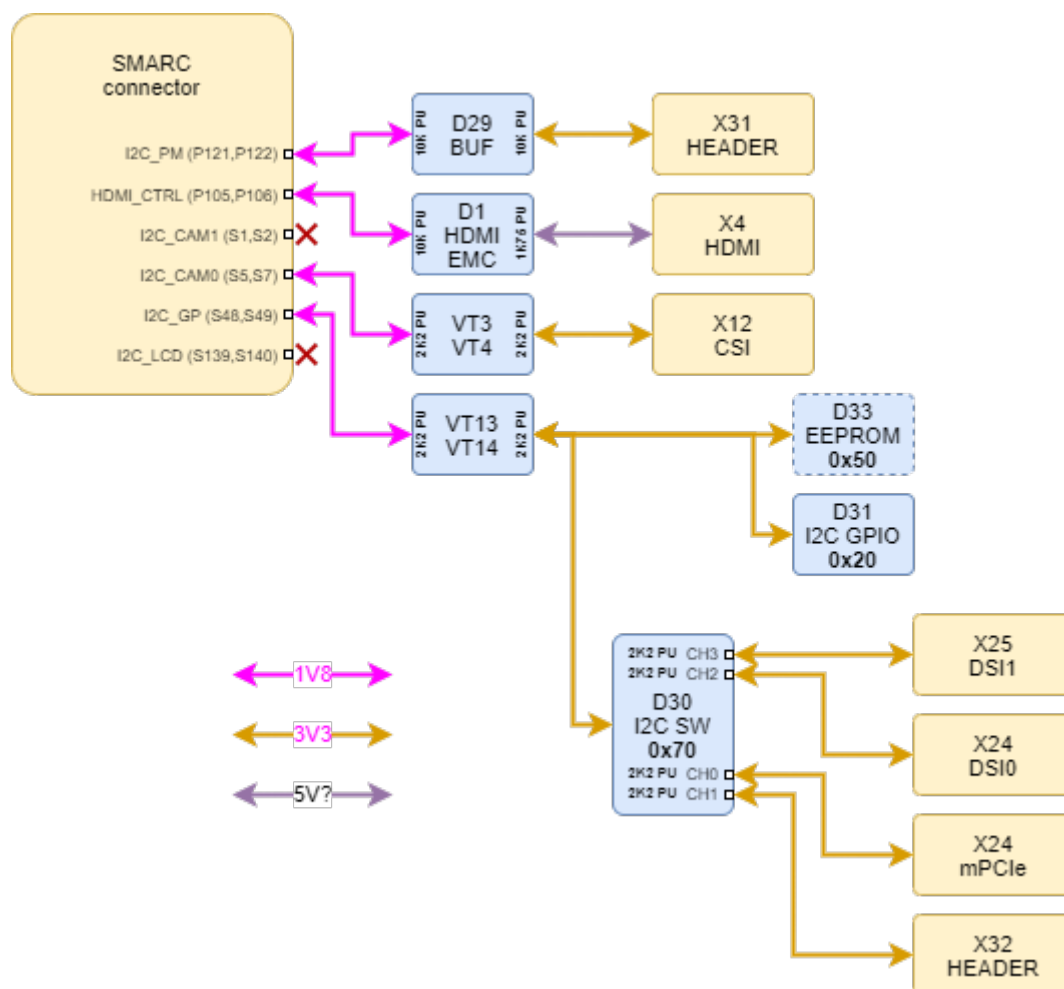 SMARC
connector
I2C_PM (P121,P122)
HDMI_CTRL (P105,P106)
I2C_CAM1 (S1,S2)
I2C_CAM0 (S5,S7)
I2C_GP (S48,S49)
I2C_LCD (S139,S140)
10K PU
D29
BUF
10K PU
X31
HEADER
10K PU
D1
HDMI
EMC
1K75 PU
X4
HDMI
2K2 PU
VT3
VT4
2K2 PU
X12
CSI
2K2 PU
VT13
VT14
2K2 PU
D33
EEPROM
0x50
D31
I2C GPIO
0x20
2K2 PU CH3
2K2 PU CH2
D30
I2C SW
0x70
2K2 PU CH0
2K2 PU CH1
X25
DSI1
X24
DSI0
X24
mPCIe
X32
HEADER
1V8
3V3
5V?